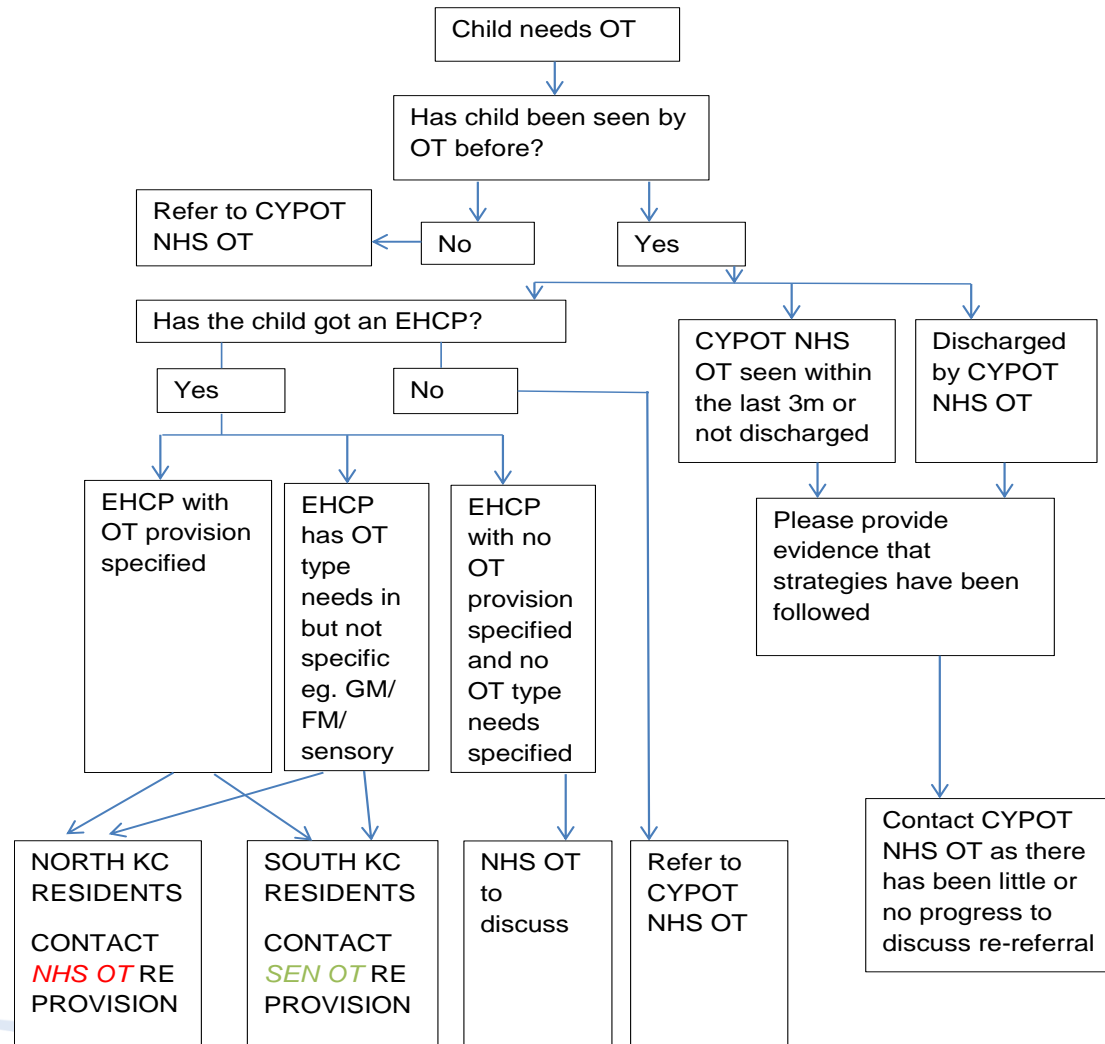 Child needs OT
Has child been seen by
OT before?
Refer to CYPOT
NHS OT
No
Yes
Has the child got an EHCP?
CYPOT NHS
OT seen within
the last 3m or
not discharged
Discharged
by CYPOT
NHS OT
Yes
No
EHCP with
OT provision
specified
EHCP
has OT
type
needs in
but not
specific
eg. GM/
FM/
sensory
EHCP
with no
OT
provision
specified
and no
OT type
needs
specified
Please provide
evidence that
strategies have been
followed
NORTH KC
RESIDENTS
CONTACT
NHS OT RE
PROVISION
SOUTH KC
RESIDENTS
CONTACT
SEN OT RE
PROVISION
NHS OT
to
discuss
Refer to
CYPOT
NHS OT
Contact CYPOT
NHS OT as there
has been little or
no progress to
discuss re-referral